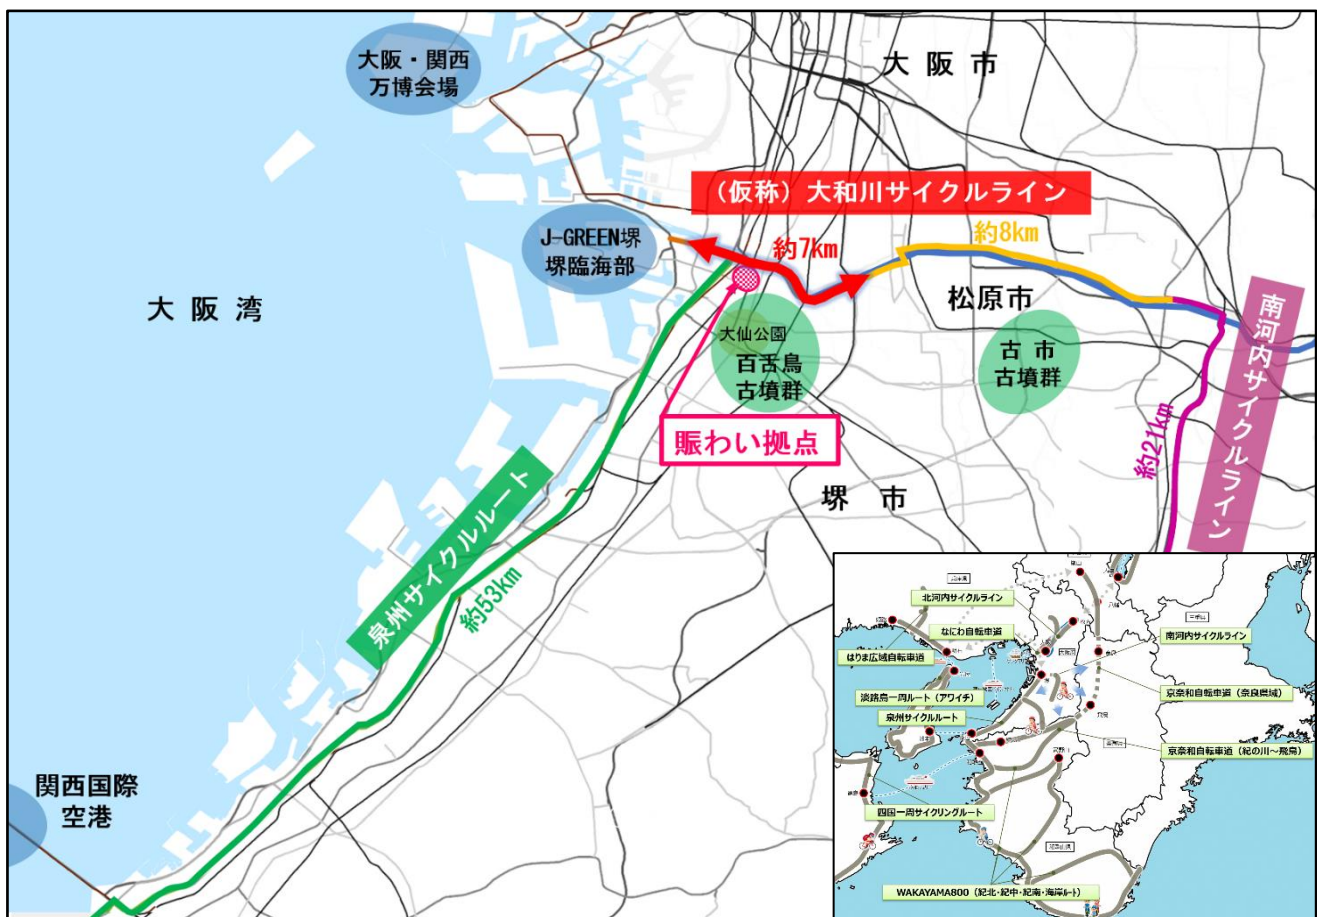 大阪・関西
万博会場
大阪市
(仮称)大和川サイクルライン
J-GREEN堺
堺臨海部
約7km
約8km
大阪湾
松原市
南河内サイクルライン
大仙公園
百舌鳥
古墳群
古市
古墳群
賑わい拠点
約21km
堺市
泉州サイクルルート
約53km
関西国際
空港
北河内サイクルライン
なにわ自転車道
南河内サイクルライン
はりま広域自転車道
淡路島一周ルート(アワイチ)
京奈和自転車道(奈良県域)
泉州サイクルルート
京奈和自転車道(紀の川~飛鳥)
四国一周サイクリングルート
WAKAYAMA800(紀北・紀中・紀南・海岸ルート)